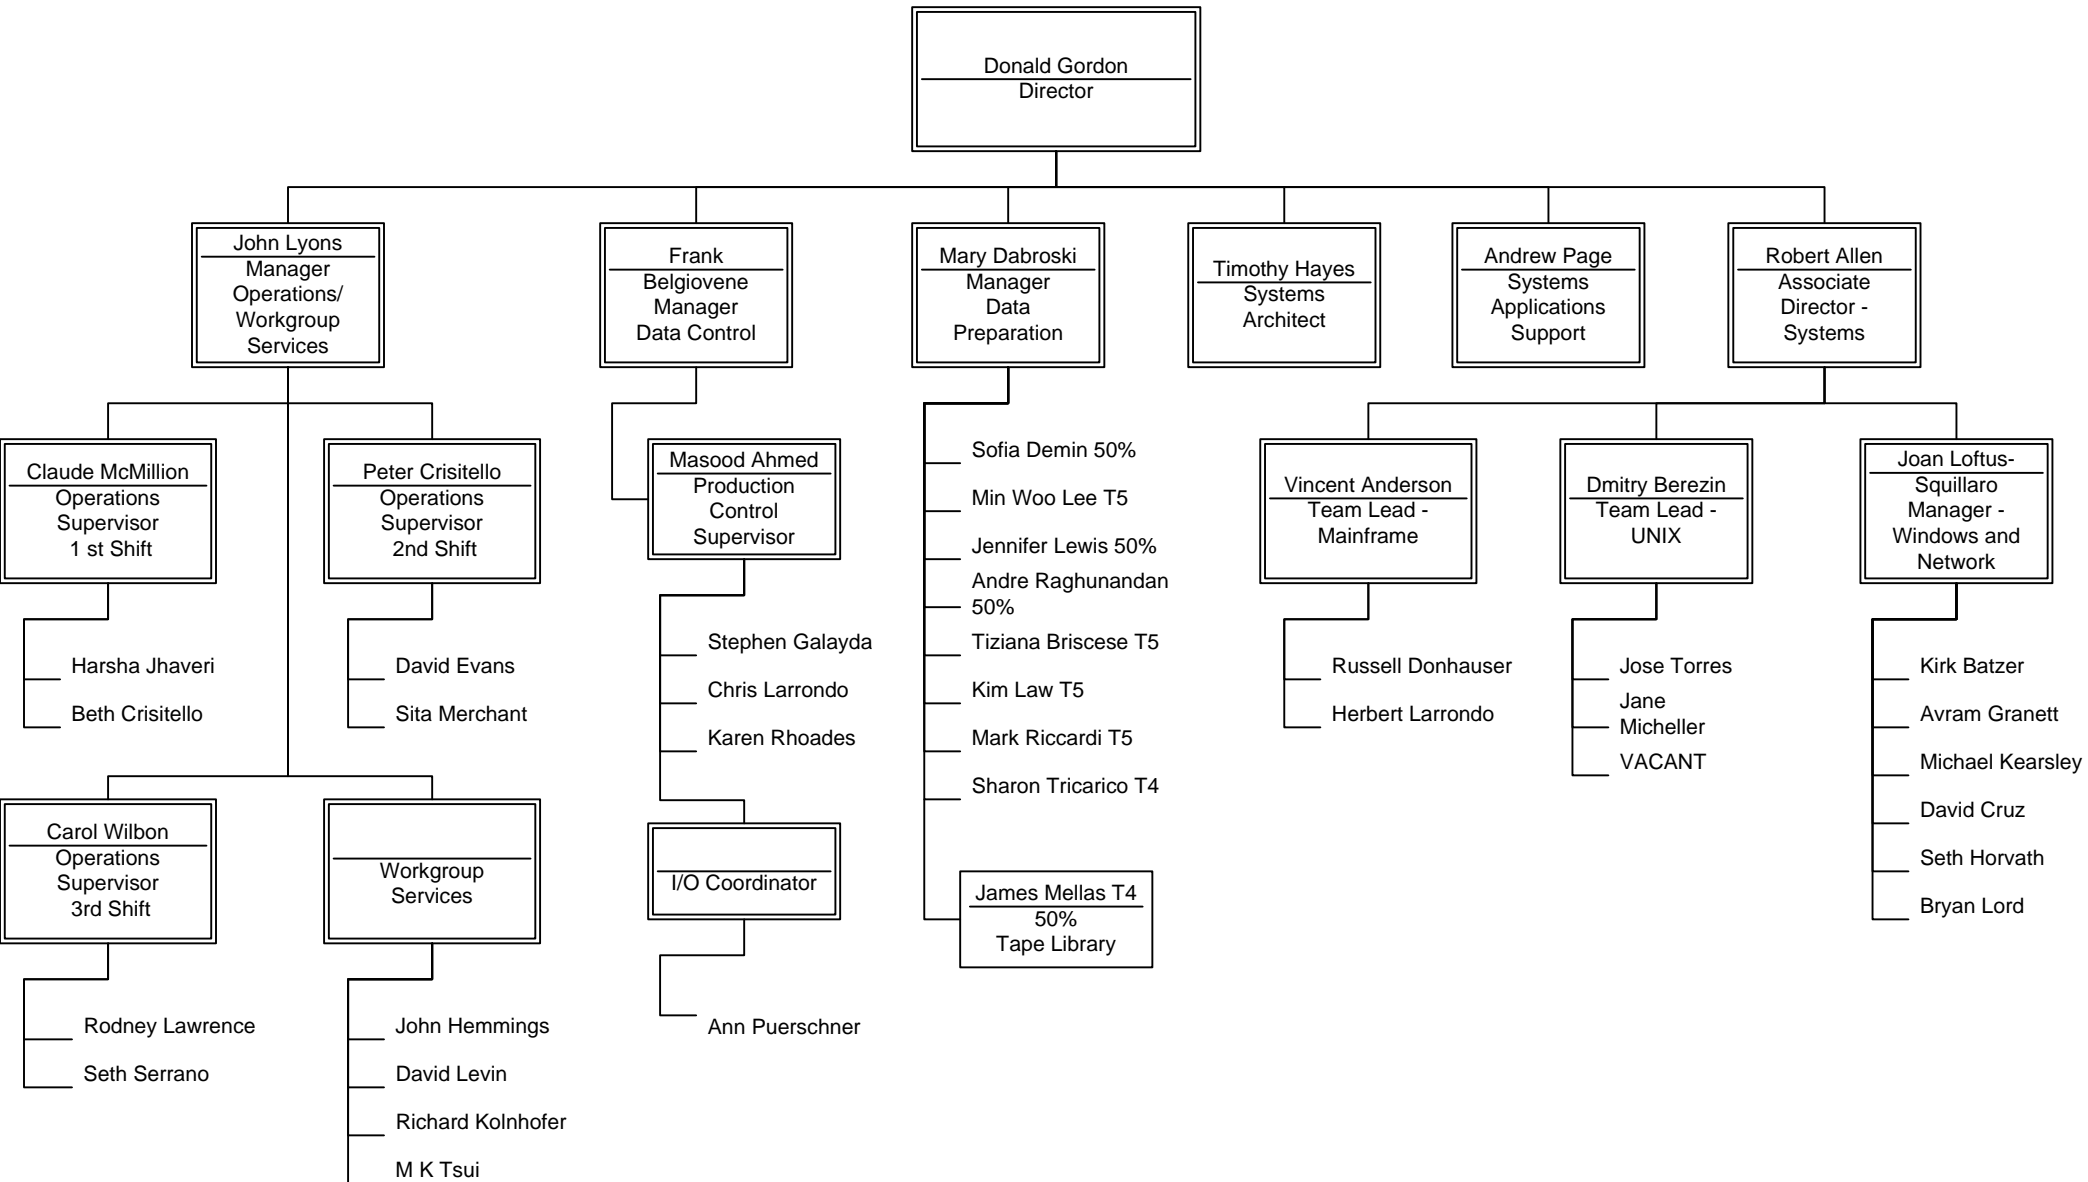 Donald Gordon
Director
John Lyons
Manager
Operations/
Workgroup
Services
Frank
Belgiovene
Manager
Data Control
Mary Dabroski
Manager
Data
Preparation
Timothy Hayes
Systems
Architect
Andrew Page
Systems
Applications
Support
Robert Allen
Associate
Director -
Systems
Claude McMillion
Operations
Supervisor
1 st Shift
Harsha Jhaveri
Beth Crisitello
Peter Crisitello
Operations
Supervisor
2nd Shift
David Evans
Sita Merchant
Carol Wilbon
Operations
Supervisor
3rd Shift
Rodney Lawrence
Seth Serrano
Workgroup
Services
John Hemmings
David Levin
Richard Kolnhofer
M K Tsui
Masood Ahmed
Production
Control
Supervisor
Stephen Galayda
Chris Larrondo
Karen Rhoades
I/O Coordinator
Ann Puerschner
Sofia Demin 50%
Min Woo Lee T5
Jennifer Lewis 50%
Andre Raghunandan
50%
Tiziana Briscese T5
Kim Law T5
Mark Riccardi T5
Sharon Tricarico T4
James Mellas T4
50%
Tape Library
Vincent Anderson
Team Lead -
Mainframe
Russell Donhauser
Herbert Larrondo
Dmitry Berezin
Team Lead -
UNIX
Jose Torres
Jane
Micheller
VACANT
Joan Loftus-
Squillaro
Manager -
Windows and
Network
Kirk Batzer
Avram Granett
Michael Kearsley
David Cruz
Seth Horvath
Bryan Lord